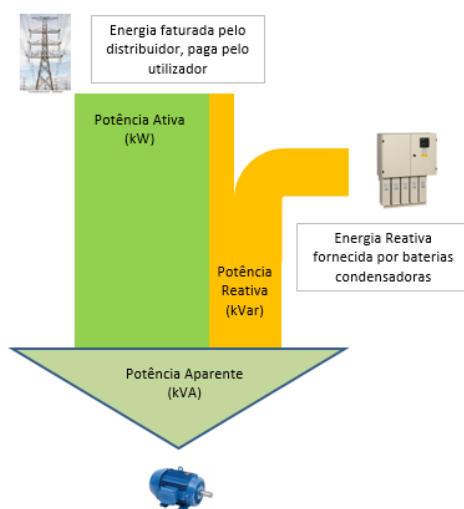 Energia faturada pelo
distribuidor, paga pelo
utilizador
Potência Ativa
(kW)
Energia Reativa
fornecida por baterias
condensadoras
Potência
Reativa
(kVar)
Potência Aparente
(kVA)